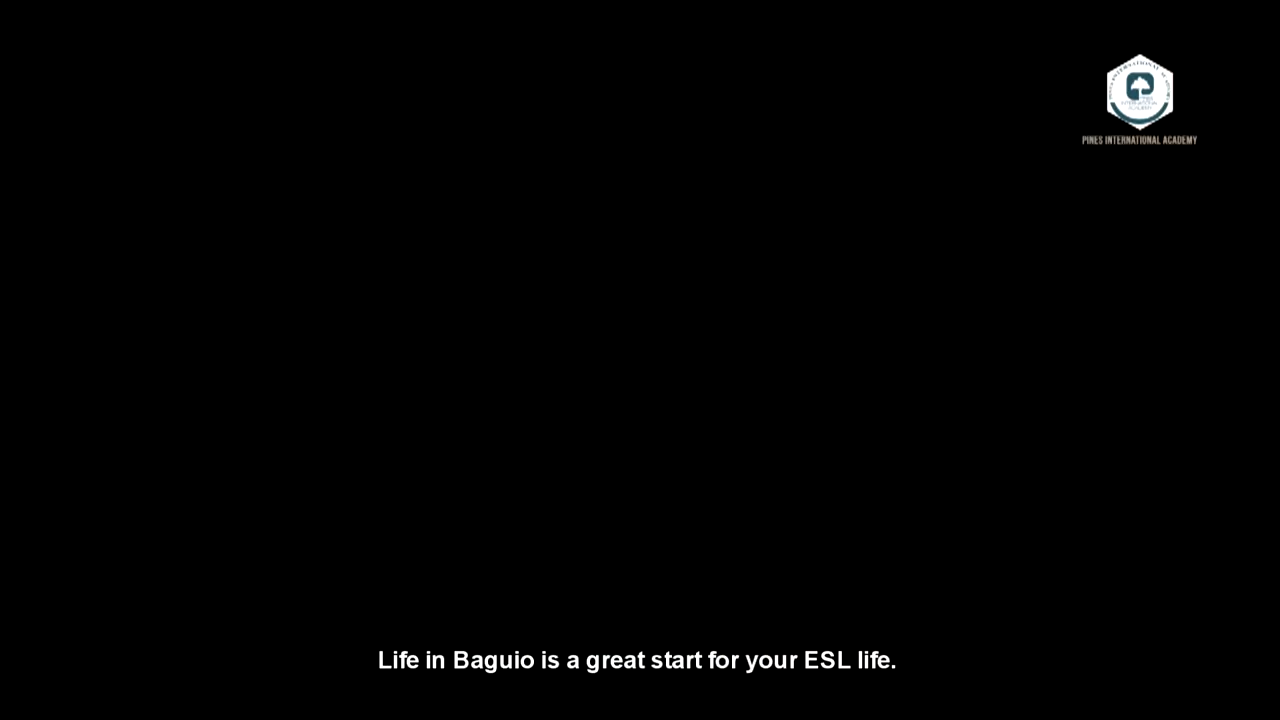 PINES INTERNATIONAL ACADEMY
Life in Baguio is a great start for your ESL life.